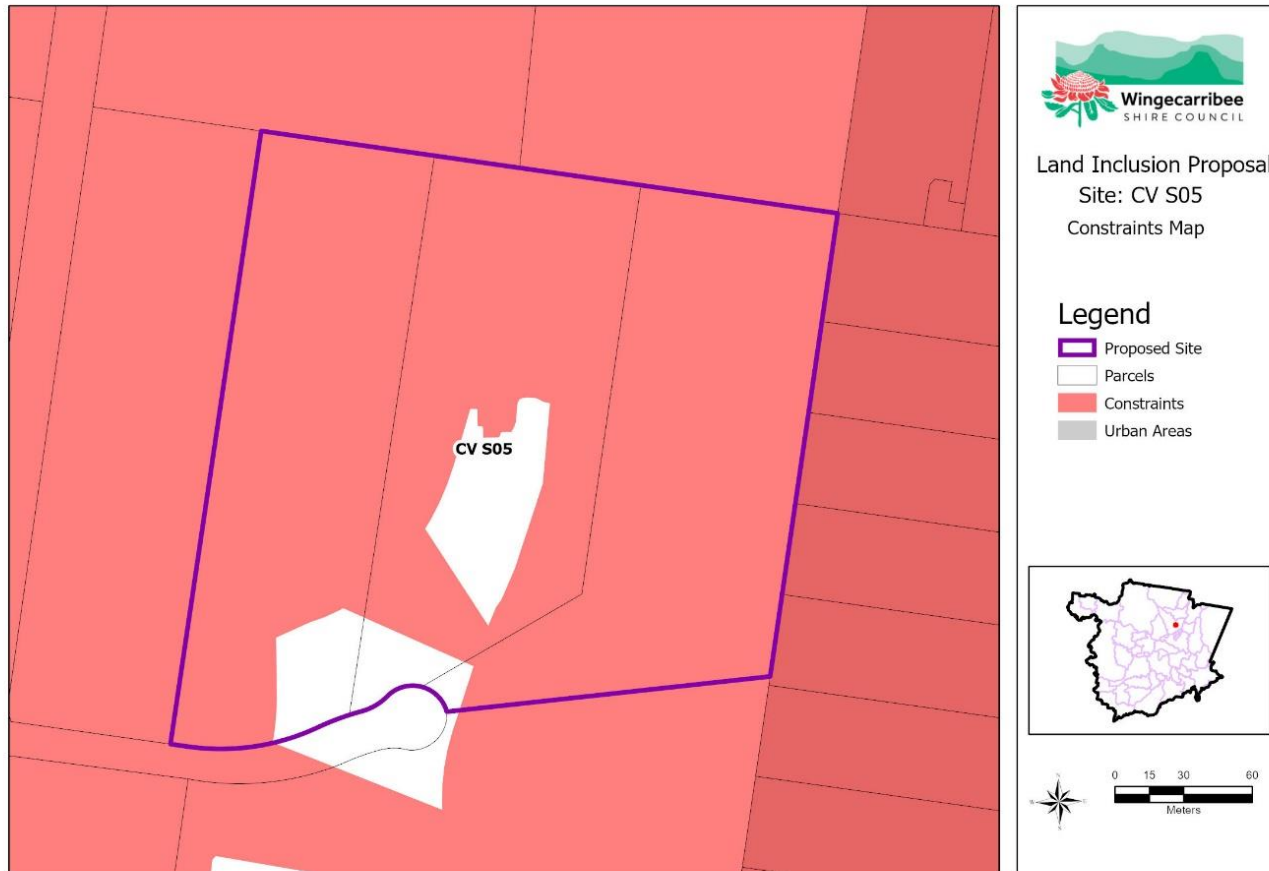 CV S05
Wingecarribee
SHIRE COUNCIL
Land Inclusion Proposal
Site: CV S05
Constraints Map
Legend
Proposed Site
Parcels
Constraints
Urban Areas
0 15 30 60
Meters